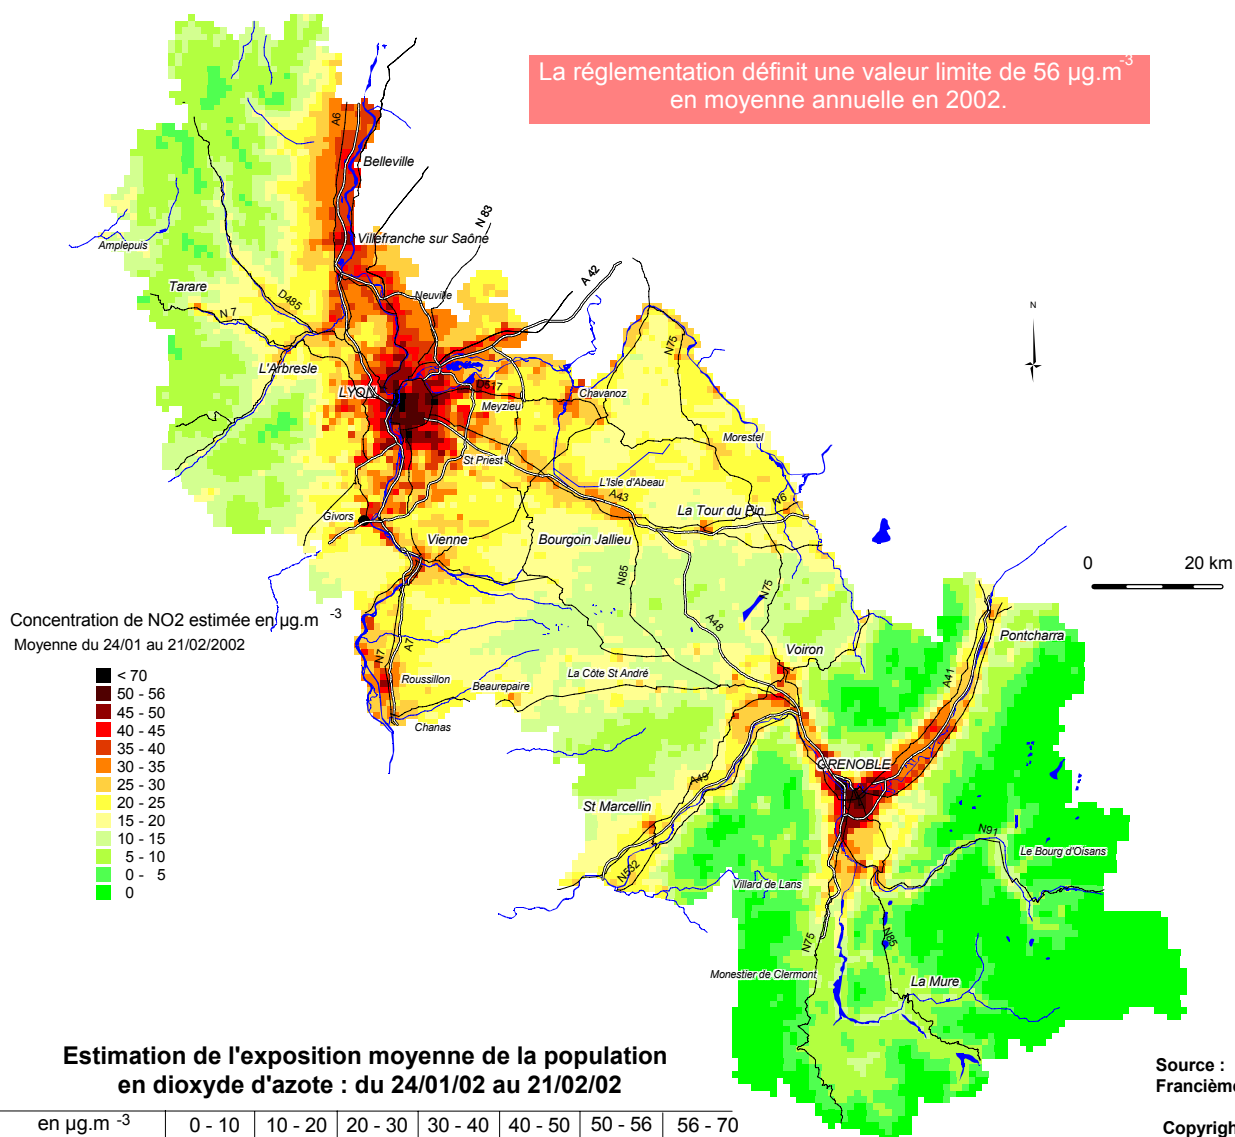 La réglementation définit une valeur limite de 56 µg.m-3
en moyenne annuelle en 2002.
A6
Belleville
N 83
Villefranche sur Saône
Amplepuis
A 42
Tarare
D485
Neuville
N 7
N
N75
L'Arbresle
LYON
D517
Chavanoz
Meyzieu
Morestel
St Priest
L'Isle d'Abeau
A43
N6
La Tour du Pin
Givors
Vienne
Bourgoin Jallieu
0 20 km
N85
N75
Concentration de NO2 estimée en µg.m -3
Moyenne du 24/01 au 21/02/2002
A48
Pontcharra
Voiron
N7
A7
La Côte St André
A41
Roussillon
Beaurepaire
Chanas
< 70
50 - 56
45 - 50
40 - 45
35 - 40
30 - 35
25 - 30
20 - 25
15 - 20
10 - 15
5 - 10
0 - 5
0
GRENOBLE
A49
St Marcellin
N91
Le Bourg d'Oisans
N532
Villard de Lans
N75
N85
Monestier de Clermont
La Mure
Estimation de l'exposition moyenne de la population
en dioxyde d'azote : du 24/01/02 au 21/02/02
Source :
Francième
Copyrigh
en µg.m -3 0 - 10 10 - 20 20 - 30 30 - 40 40 - 50 50 - 56 56 - 70